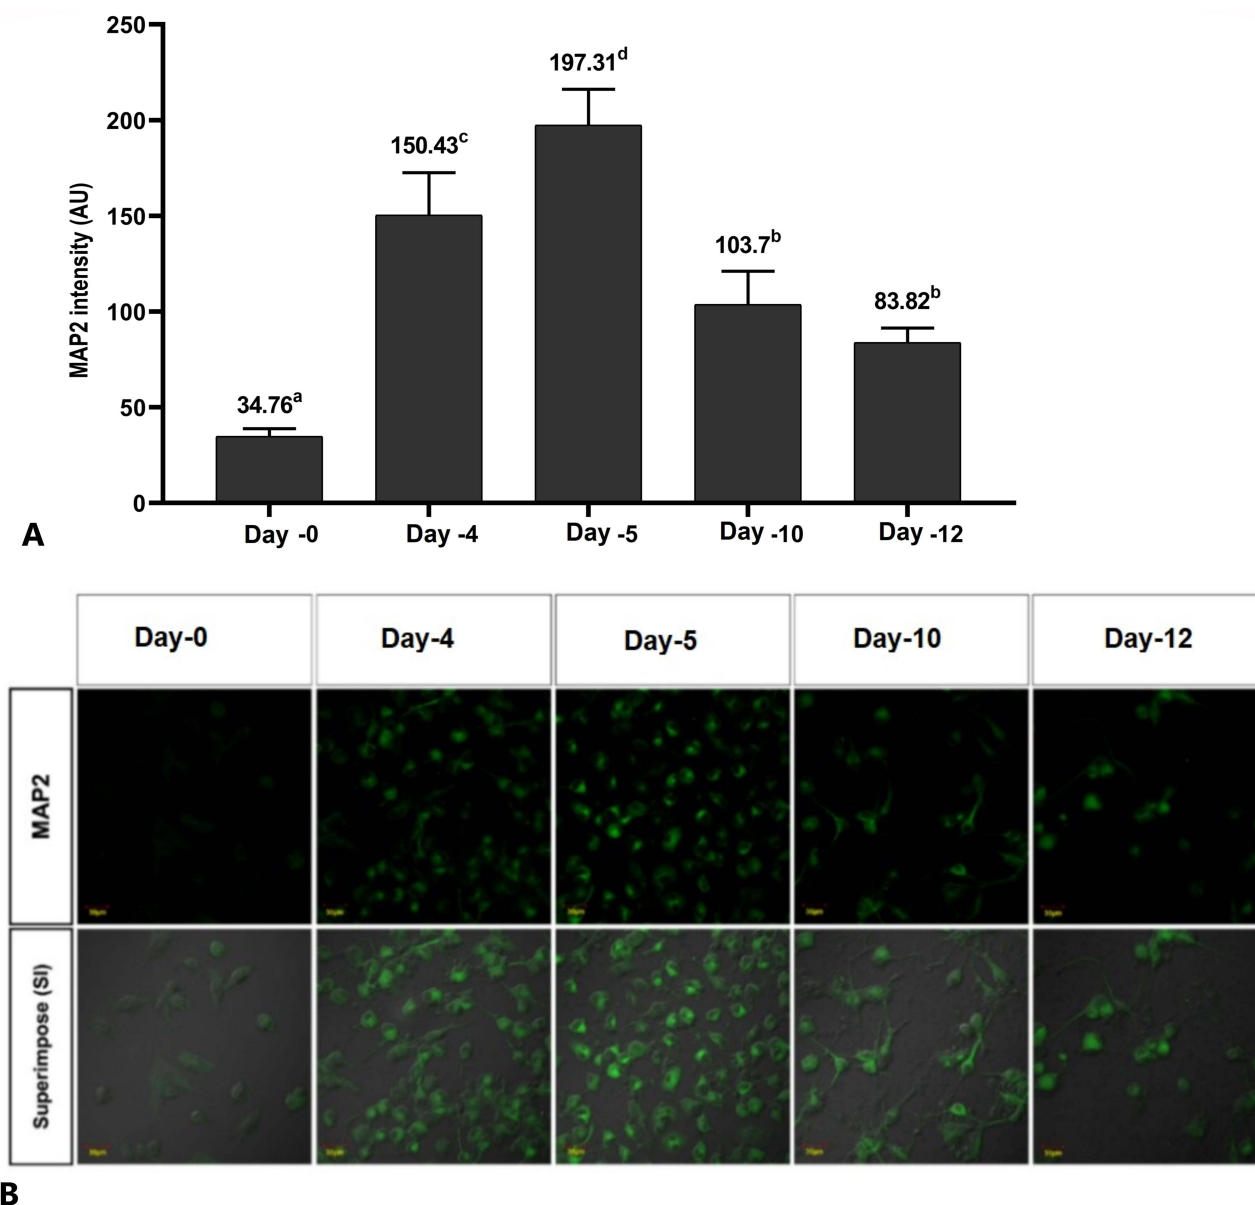 250
200
150
100
50
0
MAP2 intensity (AU)
34.76a
150.43c
197.31d
103.7b
83.82b
Day -0 Day -4 Day -5 Day -10 Day -12
A
Day-0 Day-4 Day-5 Day-10 Day-12
MAP2
Superimpose (SI)
B